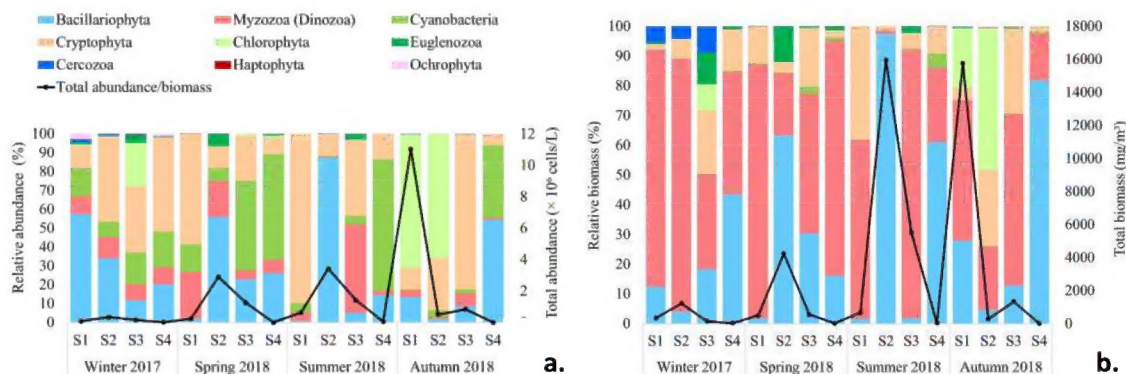 Bacillariophyta Myzozoa (Dinozoa) Cyanobacteria
Cryptophyta Chlorophyta Euglenozoa
Cercozoa Haptophyta Ochrophyta
Total abundance/biomass
Relative abundance (%)
100
90
80
70
60
50
40
30
20
10
0
12
10
8
6
4
2
Total abundance (× 10⁶ cells/L)
S1 S2 S3 S4 S1 S2 S3 S4 S1 S2 S3 S4 S1 S2 S3 S4
Winter 2017 Spring 2018 Summer 2018 Autumn 2018
a.
Relative biomass (%)
100
90
80
70
60
50
40
30
20
10
0
18000
16000
14000
12000
10000
8000
6000
4000
2000
0
Total biomass (mg/m³)
S1 S2 S3 S4 S1 S2 S3 S4 S1 S2 S3 S4 S1 S2 S3 S4
Winter 2017 Spring 2018 Summer 2018 Autumn 2018
b.